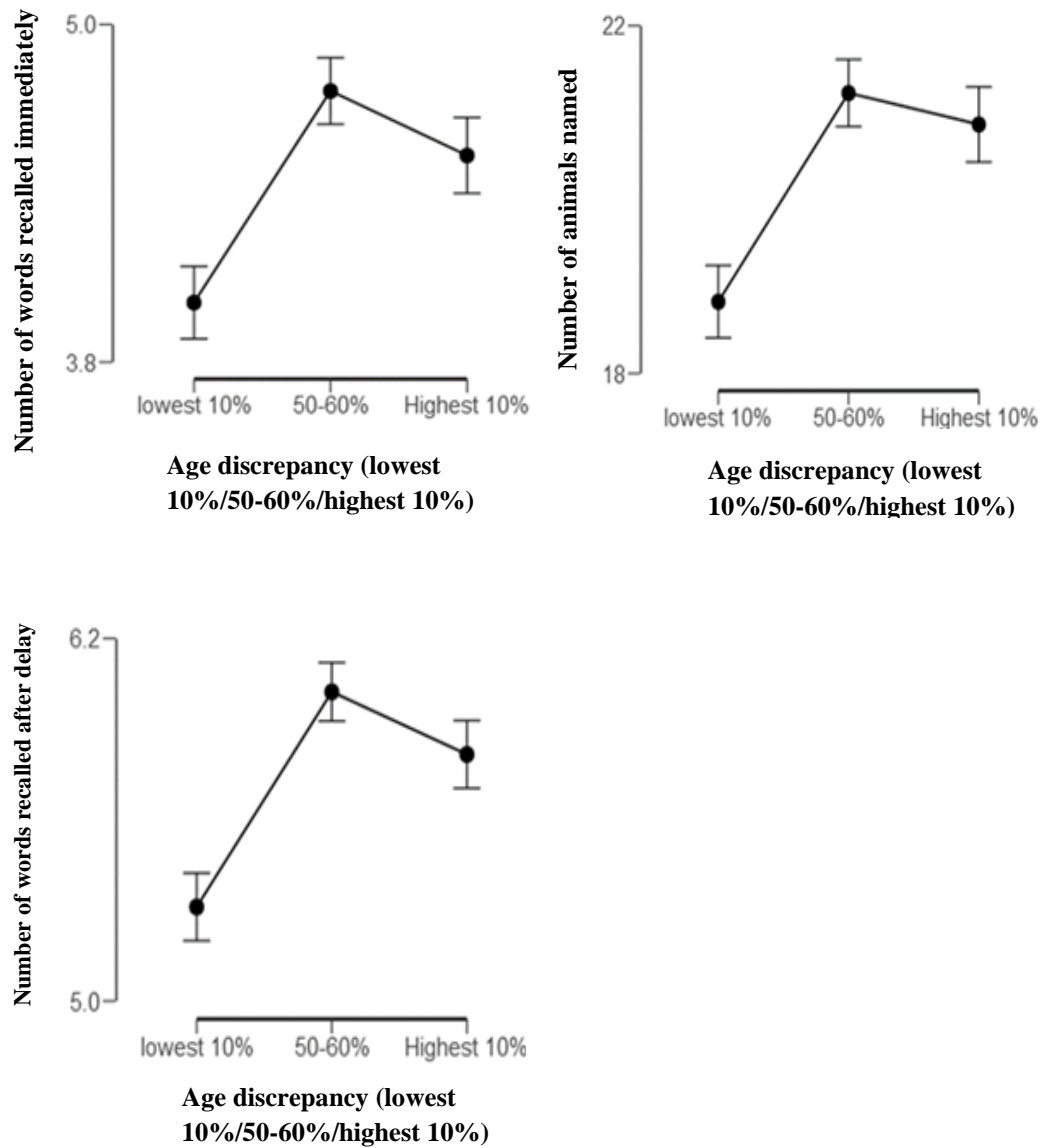 Number of words recalled immediately
5.0
3.8
lowest 10%
50-60%
Highest 10%
Age discrepancy (lowest
10%/50-60%/highest 10%)
Number of animals named
22
18
lowest 10%
50-60%
Highest 10%
Age discrepancy (lowest
10%/50-60%/highest 10%)
Number of words recalled after delay
6.2
5.0
lowest 10%
50-60%
Highest 10%
Age discrepancy (lowest
10%/50-60%/highest 10%)